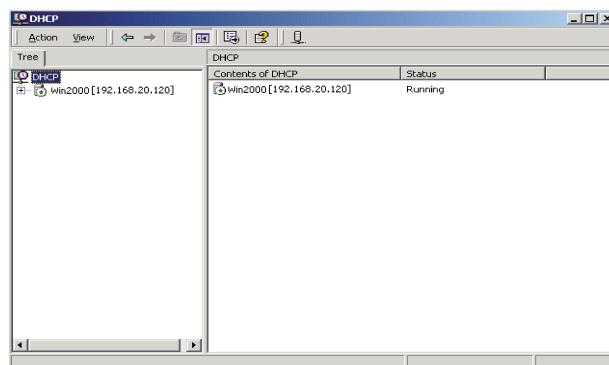 DHCP
Action View
Tree
DHCP
DHCP
Contents of DHCP Status
Win2000 [192.168.20.120]
Win2000 [192.168.20.120] Running